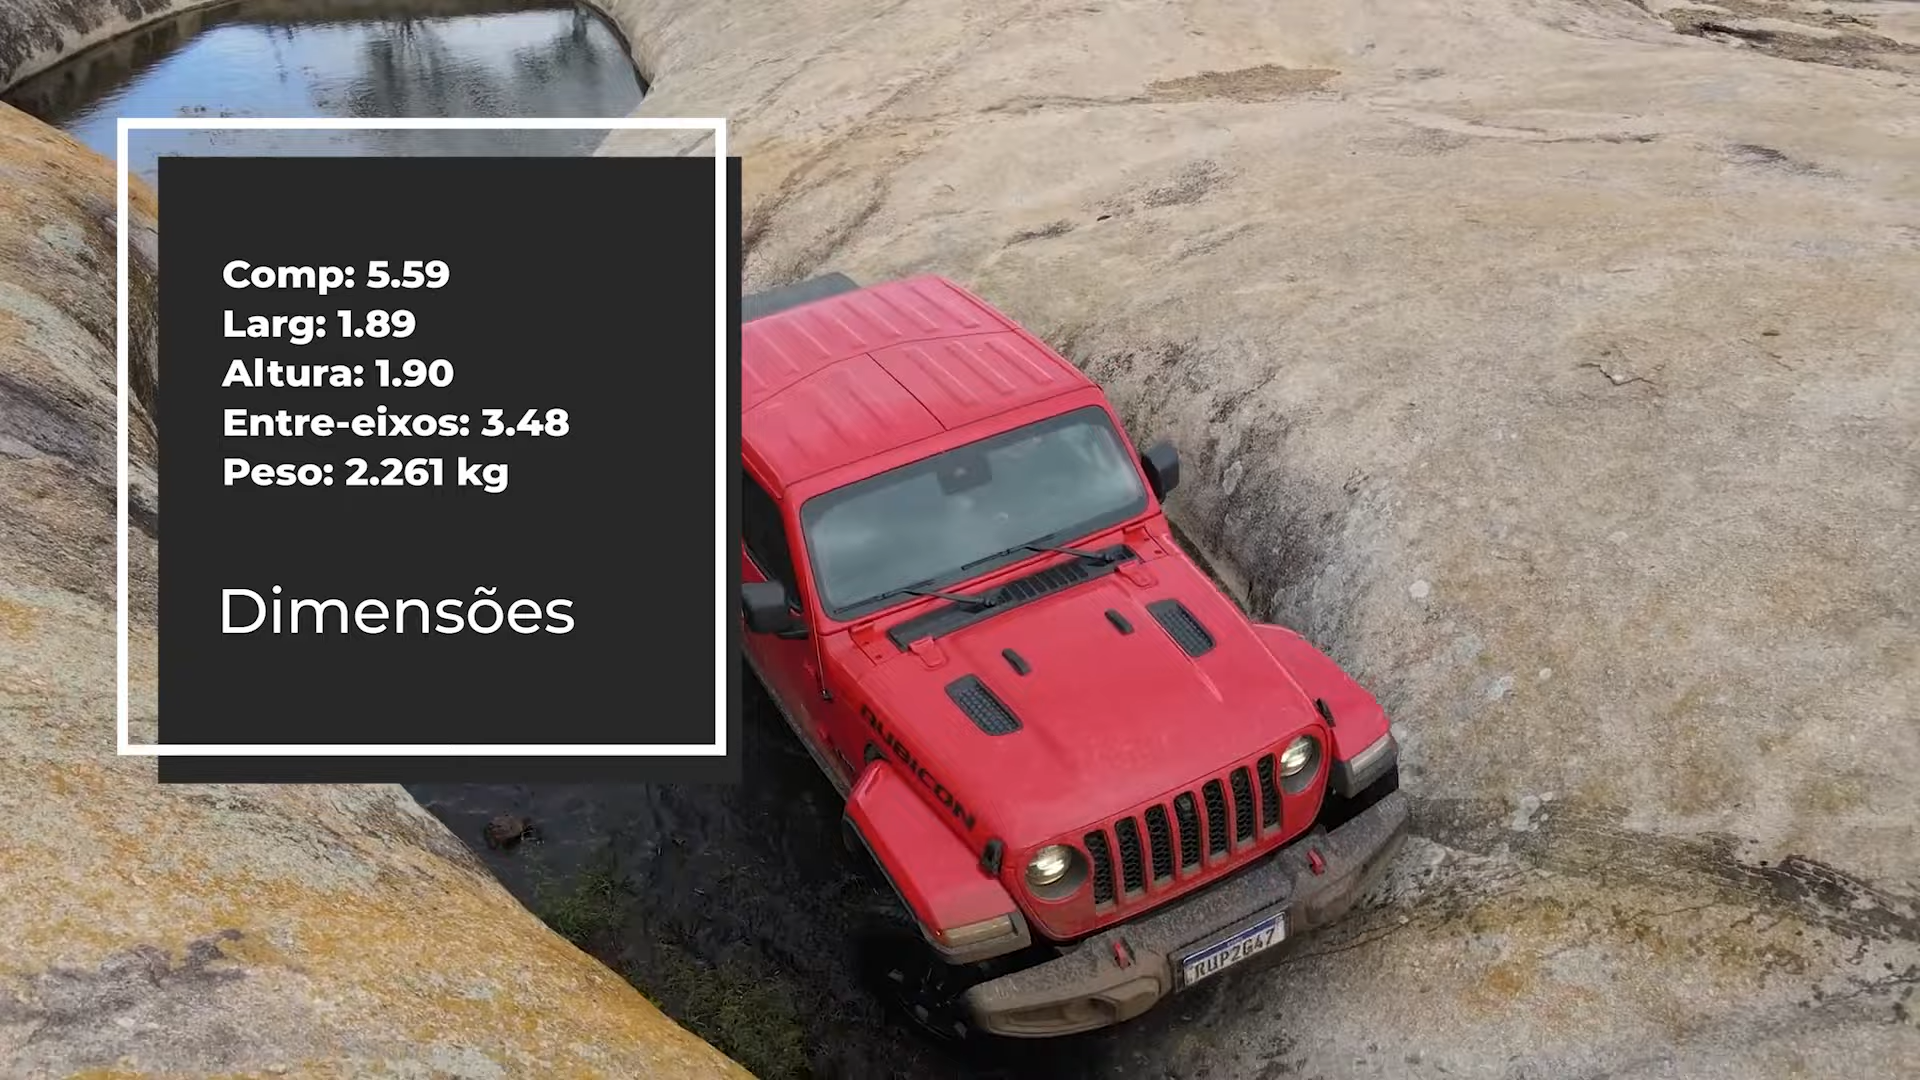 Comp: 5.59
Larg: 1.89
Altura: 1.90
Entre-eixos: 3.48
Peso: 2.261 kg
Dimensões
RUBICON
RUP2G47